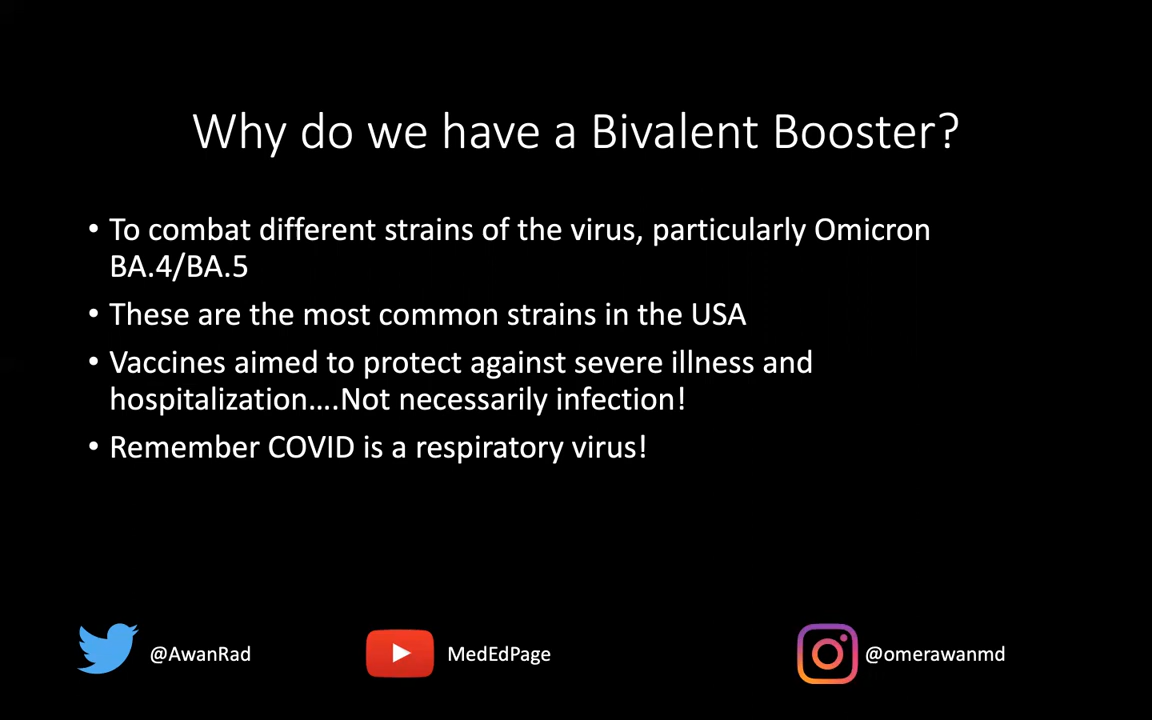 Why do we have a Bivalent Booster?
• To combat different strains of the virus, particularly Omicron
BA.4/BA.5
• These are the most common strains in the USA
• Vaccines aimed to protect against severe illness and
hospitalization....Not necessarily infection!
• Remember COVID is a respiratory virus!
@AwanRad
MedEdPage
@omerawanmd